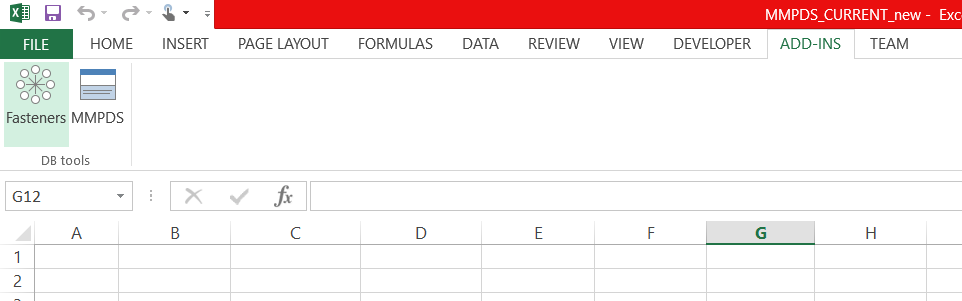 MMPDS_CURRENT_new - Exce
FILE HOME INSERT PAGE LAYOUT FORMULAS DATA REVIEW VIEW DEVELOPER ADD-INS TEAM
Fasteners MMPDS
DB tools
G12 fx
A B C D E F G H
1
2